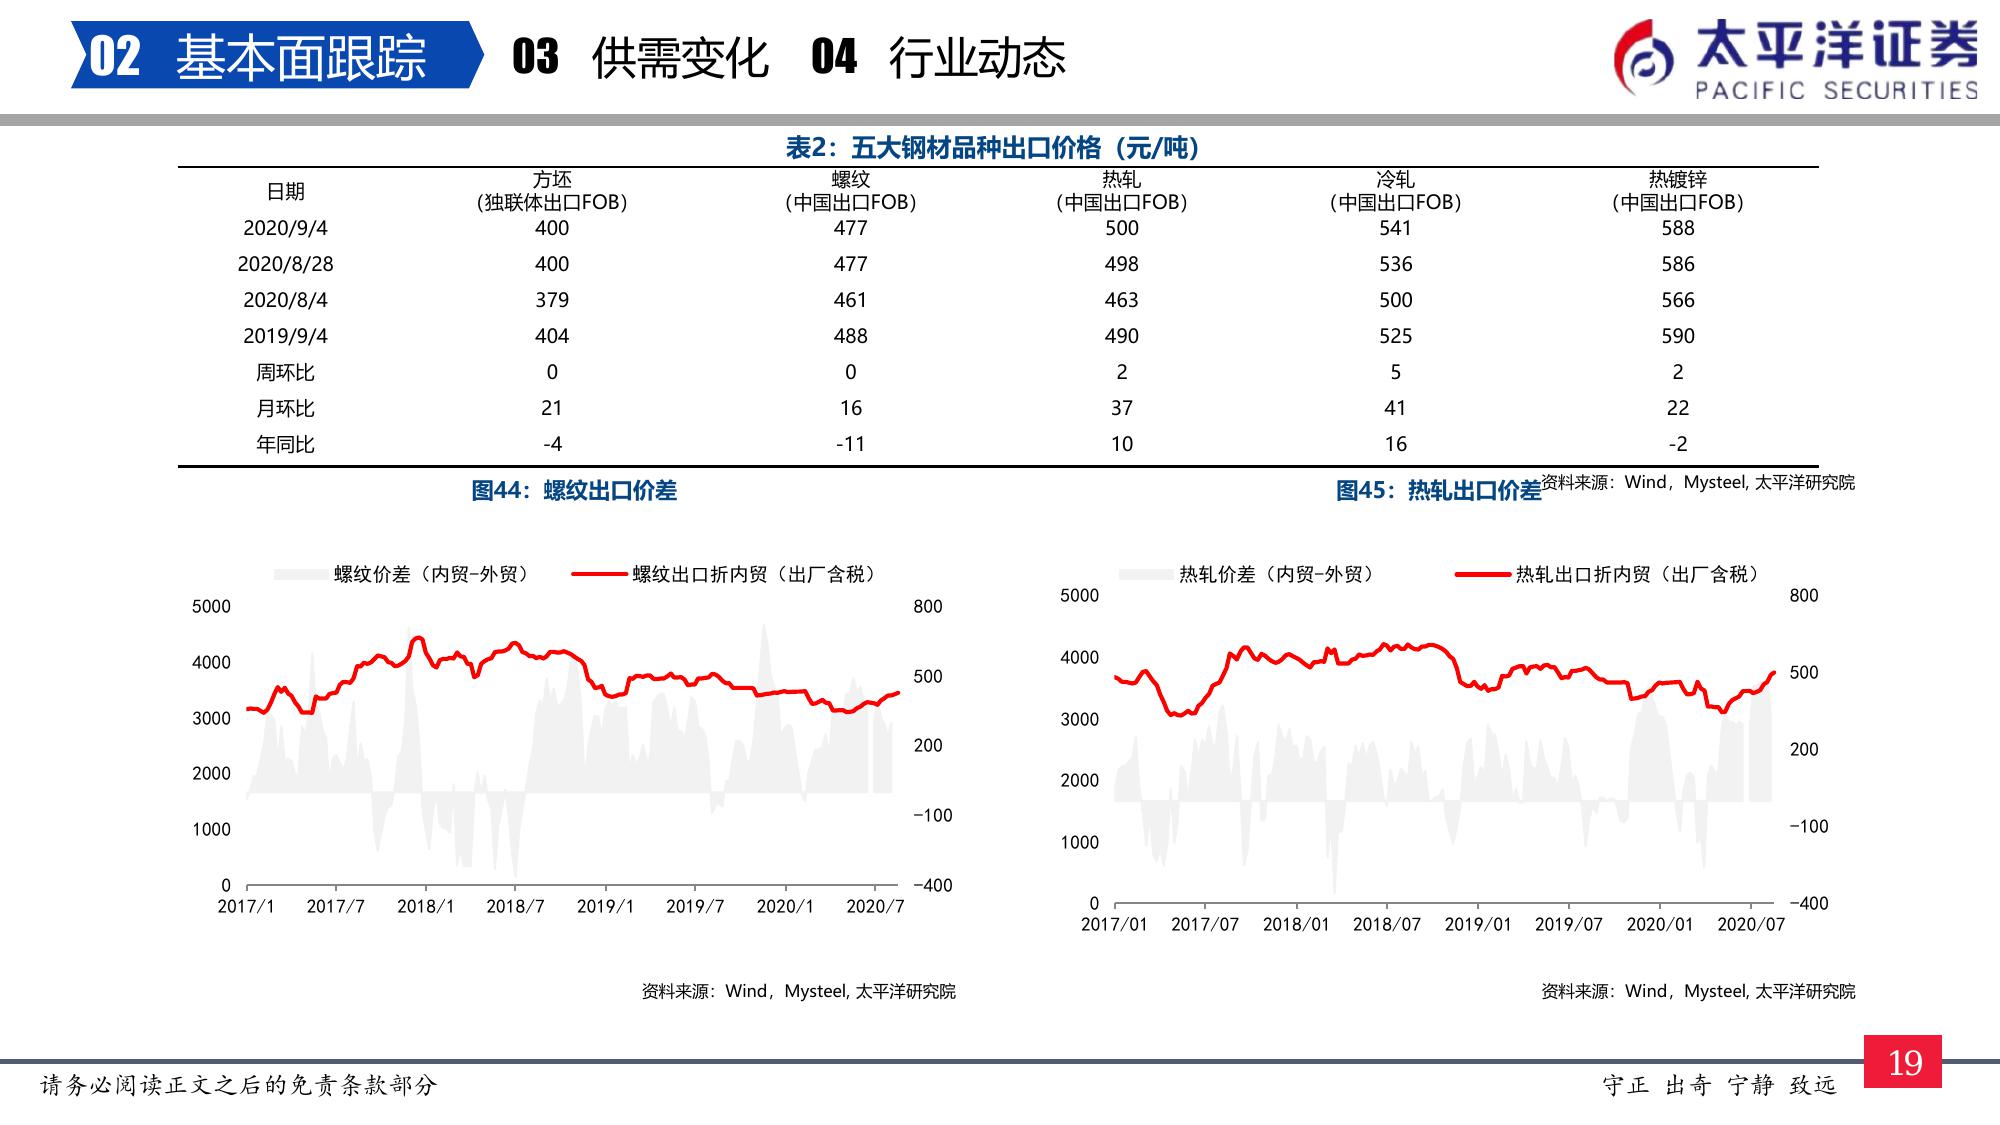 02 基本面跟踪 03 供需变化 04 行业动态
太平洋证券
PACIFIC SECURITIES
表2：五大钢材品种出口价格（元/吨）
日期 方坯 螺纹 热轧 冷轧 热镀锌
（独联体出口FOB） （中国出口FOB） （中国出口FOB） （中国出口FOB） （中国出口FOB）
2020/9/4 400 477 500 541 588
2020/8/28 400 477 498 536 586
2020/8/4 379 461 463 500 566
2019/9/4 404 488 490 525 590
周环比 0 0 2 5 2
月环比 21 16 37 41 22
年同比 -4 -11 10 16 -2
资料来源：Wind，Mysteel, 太平洋研究院
图44：螺纹出口价差
螺纹价差（内贸-外贸） 螺纹出口折内贸（出厂含税）
5000 800
4000 500
3000 200
2000 -100
1000 -400
0
2017/1 2017/7 2018/1 2018/7 2019/1 2019/7 2020/1 2020/7
资料来源：Wind，Mysteel, 太平洋研究院
图45：热轧出口价差
热轧价差（内贸-外贸） 热轧出口折内贸（出厂含税）
5000 800
4000 500
3000 200
2000 -100
1000 -400
0
2017/01 2017/07 2018/01 2018/07 2019/01 2019/07 2020/01 2020/07
资料来源：Wind，Mysteel, 太平洋研究院
请务必阅读正文之后的免责条款部分
守正 出奇 宁静 致远
19